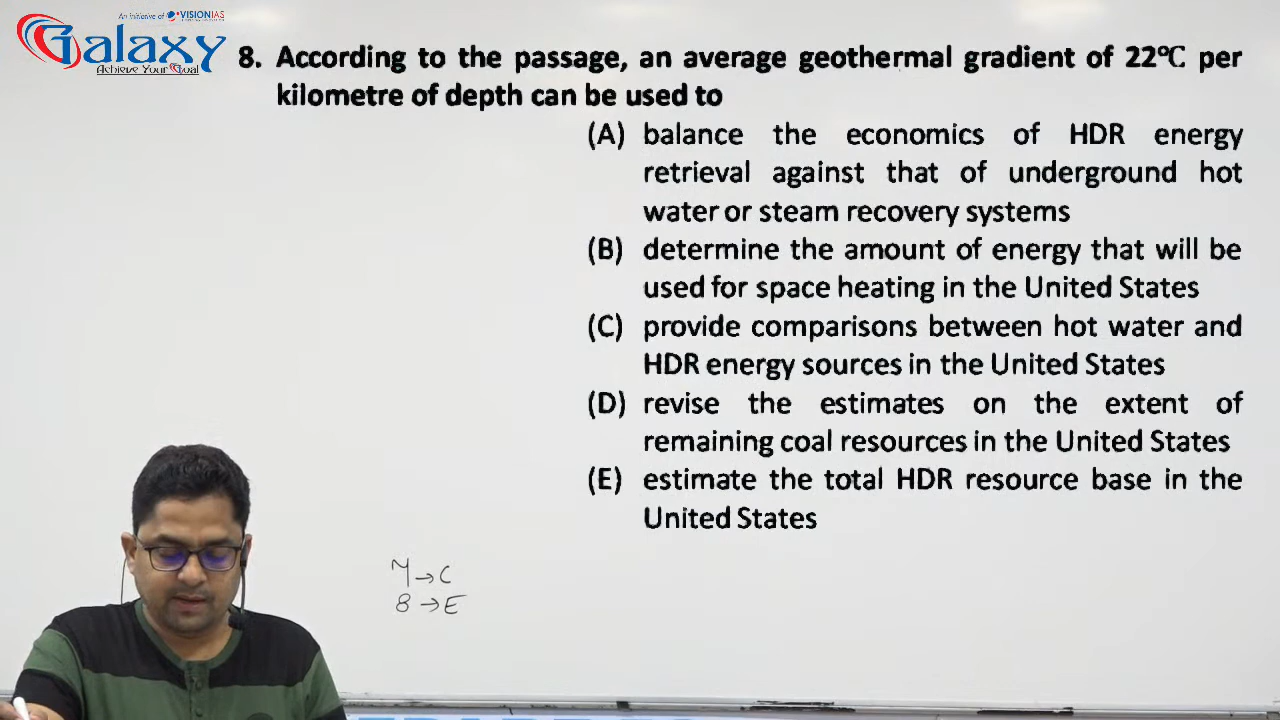 An initiative of VISIONIAS
Galaxy
Achieve Your Goal
8. According to the passage, an average geothermal gradient of 22°C per
kilometre of depth can be used to
(A) balance the economics of HDR energy
retrieval against that of underground hot
water or steam recovery systems
(B) determine the amount of energy that will be
used for space heating in the United States
(C) provide comparisons between hot water and
HDR energy sources in the United States
(D) revise the estimates on the extent of
remaining coal resources in the United States
(E) estimate the total HDR resource base in the
United States
→ C
8 → E